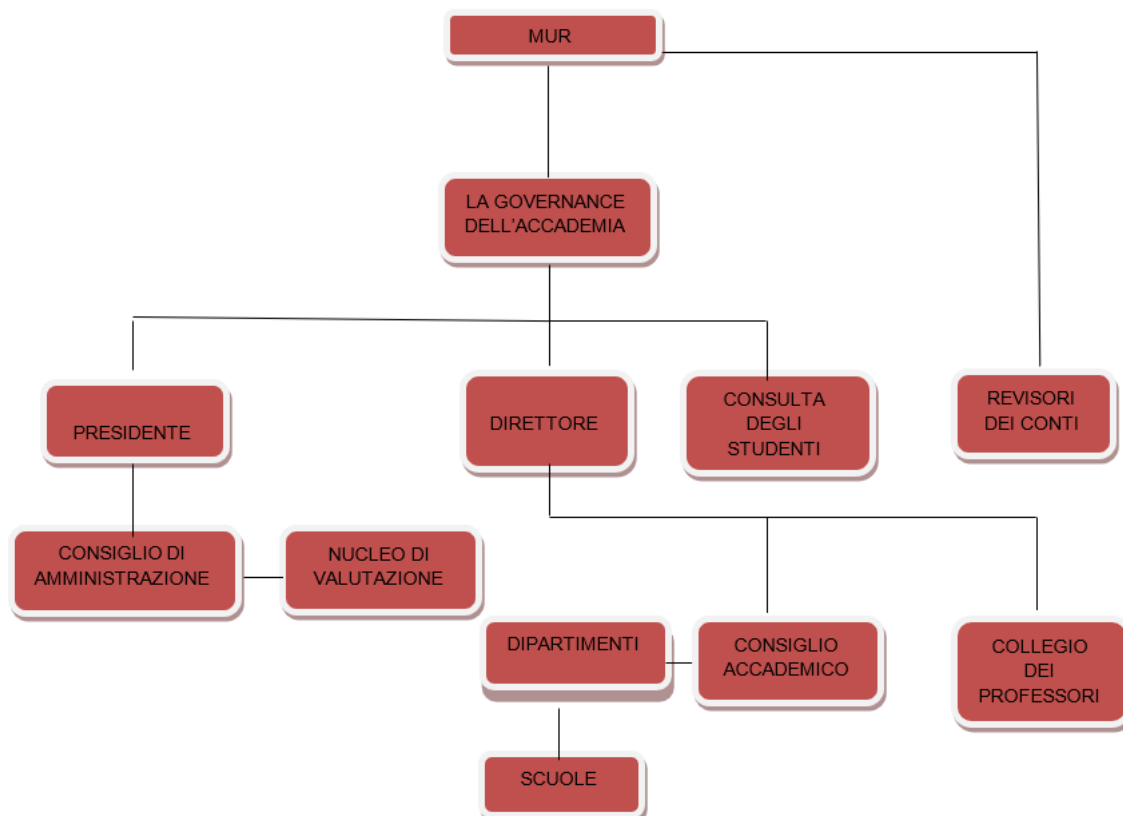 MUR
LA GOVERNANCE
DELL'ACCADEMIA
PRESIDENTE
DIRETTORE
CONSULTA
DEGLI
STUDENTI
REVISORI
DEI CONTI
CONSIGLIO DI
AMMINISTRAZIONE
NUCLEO DI
VALUTAZIONE
DIPARTIMENTI
CONSIGLIO
ACCADEMICO
COLLEGIO
DEI
PROFESSORI
SCUOLE